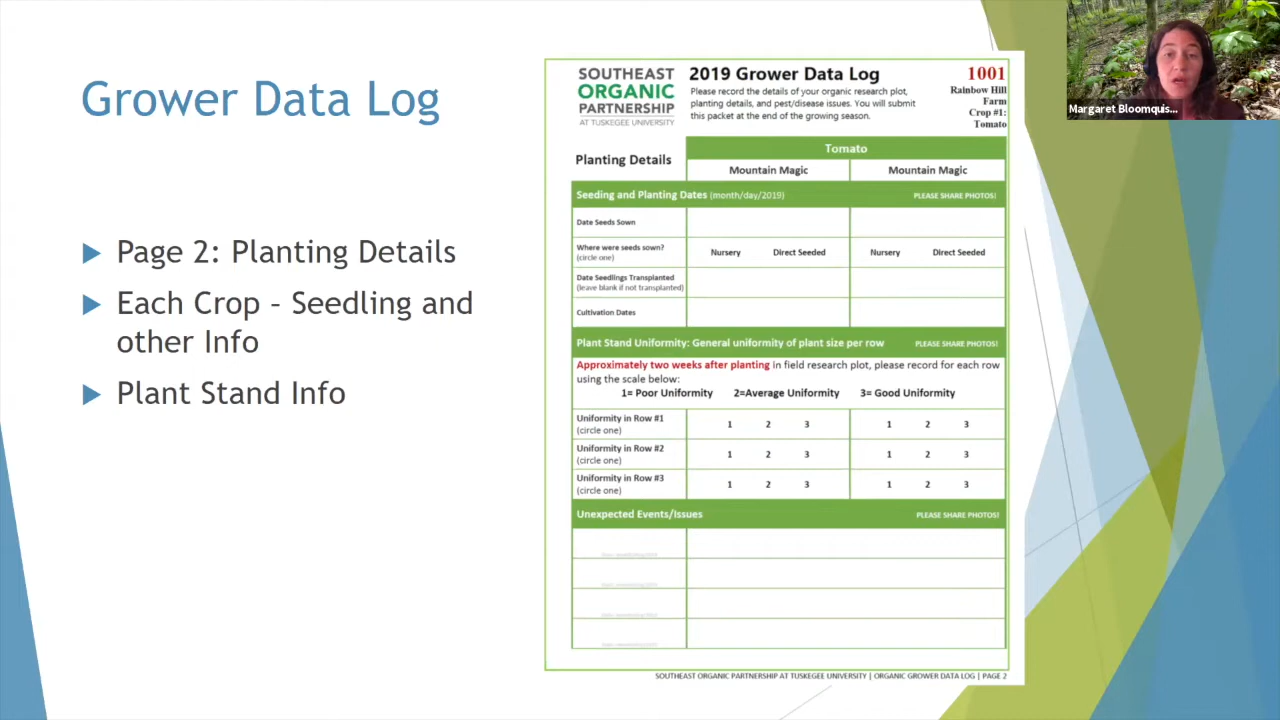 Grower Data Log
Page 2: Planting Details
Each Crop – Seedling and
other Info
Plant Stand Info
SOUTHEAST
ORGANIC
PARTNERSHIP
AT TUSKEGEE UNIVERSITY
2019 Grower Data Log
Please record the details of your organic research plot,
planting details, and pest/disease issues. You will submit
this packet at the end of the growing season.
1001
Rainbow Hill
Farm
Crop #1:
Tomato
Planting Details
Tomato
Mountain Magic Mountain Magic
Seeding and Planting Dates (month/day/2019) PLEASE SHARE PHOTOS!
Date Seeds Sown
Where were seeds sown?
(circle one)
Nursery Direct Seeded Nursery Direct Seeded
Date Seedlings Transplanted
(leave blank if not transplanted)
Cultivation Dates
Plant Stand Uniformity: General uniformity of plant size per row PLEASE SHARE PHOTOS!
Approximately two weeks after planting in field research plot, please record for each row
using the scale below:
1= Poor Uniformity 2=Average Uniformity 3= Good Uniformity
Uniformity in Row #1
(circle one)
1 2 3 1 2 3
Uniformity in Row #2
(circle one)
1 2 3 1 2 3
Uniformity in Row #3
(circle one)
1 2 3 1 2 3
Unexpected Events/Issues PLEASE SHARE PHOTOS!
SOUTHEAST ORGANIC PARTNERSHIP AT TUSKEGEE UNIVERSITY | ORGANIC GROWER DATA LOG | PAGE 2
Margaret Bloomquis...